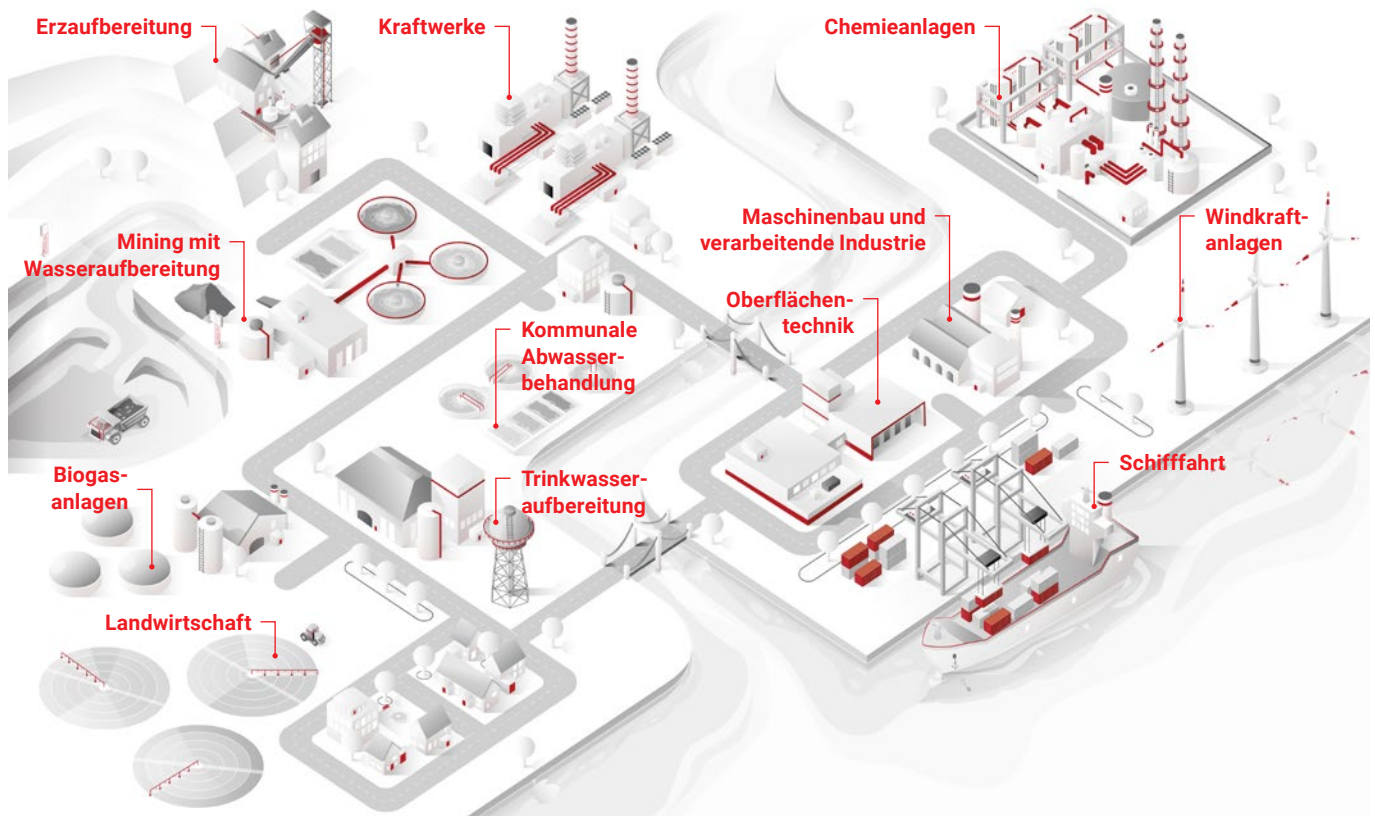 Erzaufbereitung
Kraftwerke
Chemieanlagen
Mining mit
Wasseraufbereitung
Maschinenbau und
verarbeitende Industrie
Windkraft-
anlagen
Oberflächen-
technik
Kommunale
Abwasser-
behandlung
Biogas-
anlagen
Trinkwasser-
aufbereitung
Schifffahrt
Landwirtschaft